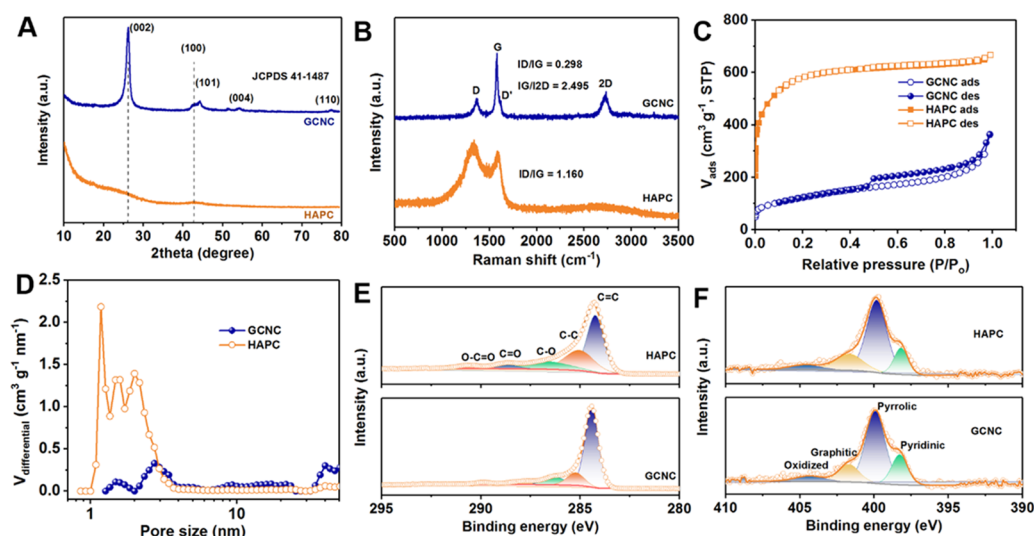 A
(002)
(100)
(101)
JCPDS 41-1487
(004)
(110)
GCNC
HAPC
Intensity (a.u.)
10 20 30 40 50 60 70 80
2theta (degree)
B
G
ID/IG = 0.298
IG/I2D = 2.495
D
D'
2D
GCNC
ID/IG = 1.160
HAPC
Intensity (a.u.)
500 1000 1500 2000 2500 3000 3500
Raman shift (cm-1)
C
GCNC ads
GCNC des
HAPC ads
HAPC des
Vads (cm3 g-1, STP)
800
600
400
200
0
0.0 0.2 0.4 0.6 0.8 1.0
Relative pressure (P/Po)
D
GCNC
HAPC
Vdifferential (cm3 g-1 nm-1)
2.5
2.0
1.5
1.0
0.5
0.0
1 10
Pore size (nm)
E
C=C
C-C
O-C=O
C=O
C-O
HAPC
GCNC
Intensity (a.u.)
295 290 285 280
Binding energy (eV)
F
HAPC
Pyrrolic
GCNC
Graphitic
Pyridinic
Oxidized
Intensity (a.u.)
410 405 400 395 390
Binding energy (eV)